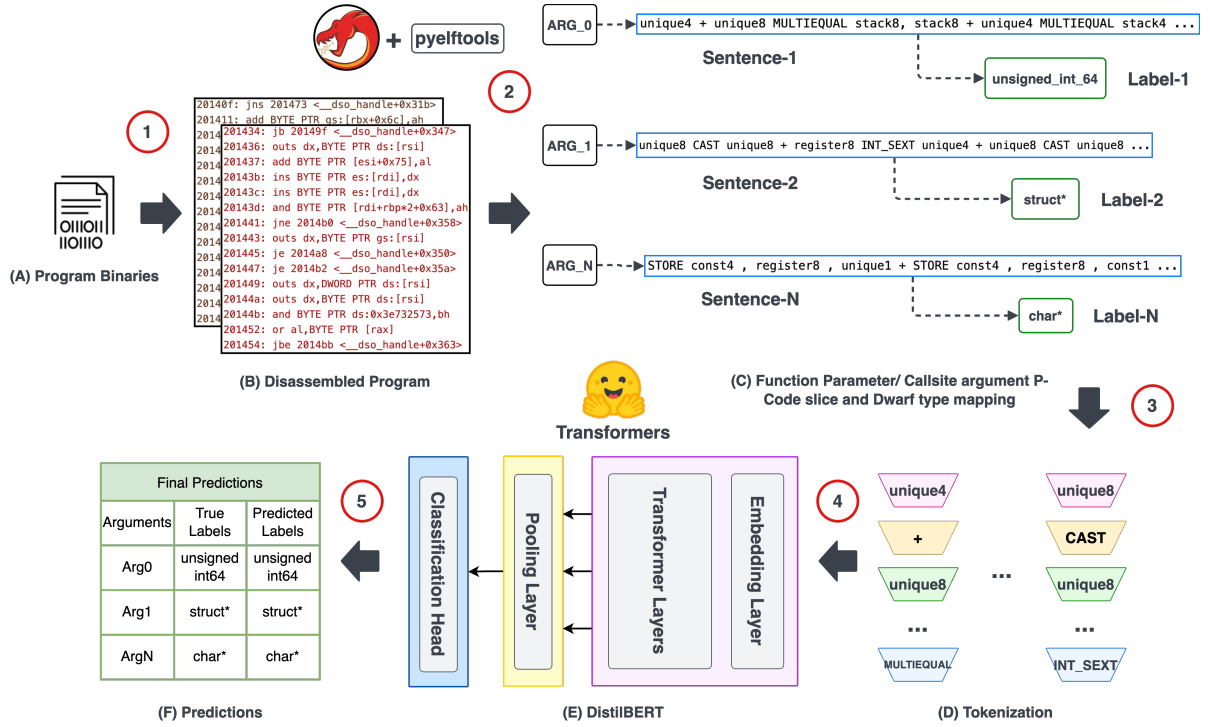 + pyelftools
ARG_0
unique4 + unique8 MULTIEQUAL stack8, stack8 + unique4 MULTIEQUAL stack4 ...
Sentence-1
unsigned_int_64
Label-1
1
2
20140f: jns 201473 <__dso_handle+0x31b>
201411: add BYTE PTR gs:[rbx+0x6c],ah
201434: jb 20149f <__dso_handle+0x347>
201436: outs dx,BYTE PTR ds:[rsi]
201437: add BYTE PTR [esi+0x75],al
20143b: ins BYTE PTR es:[rdi],dx
20143c: ins BYTE PTR es:[rdi],dx
20143d: and BYTE PTR [rdi+rbp*2+0x63],ah
201441: jne 2014b0 <__dso_handle+0x358>
201443: outs dx,BYTE PTR gs:[rsi]
201445: je 2014a8 <__dso_handle+0x350>
201447: je 2014b2 <__dso_handle+0x35a>
201449: outs dx,DWORD PTR ds:[rsi]
20144a: outs dx,BYTE PTR ds:[rsi]
20144b: and BYTE PTR ds:0x3e732573,bh
201452: or al,BYTE PTR [rax]
201454: jbe 2014bb <__dso_handle+0x363>
ARG_1
unique8 CAST unique8 + register8 INT_SEXT unique4 + unique8 CAST unique8 ...
Sentence-2
struct*
Label-2
(A) Program Binaries
ARG_N
STORE const4 , register8 , unique1 + STORE const4 , register8 , const1 ...
Sentence-N
char*
Label-N
(B) Disassembled Program
(C) Function Parameter/ Callsite argument P-
Code slice and Dwarf type mapping
3
Transformers
Final Predictions
Arguments
True
Labels
Predicted
Labels
Arg0
unsigned
int64
unsigned
int64
Arg1
struct*
struct*
ArgN
char*
char*
5
Classification Head
Pooling Layer
Transformer Layers
Embedding Layer
4
unique4
unique8
+
CAST
unique8
...
unique8
...
...
MULTIEQUAL
INT_SEXT
(F) Predictions
(E) DistilBERT
(D) Tokenization